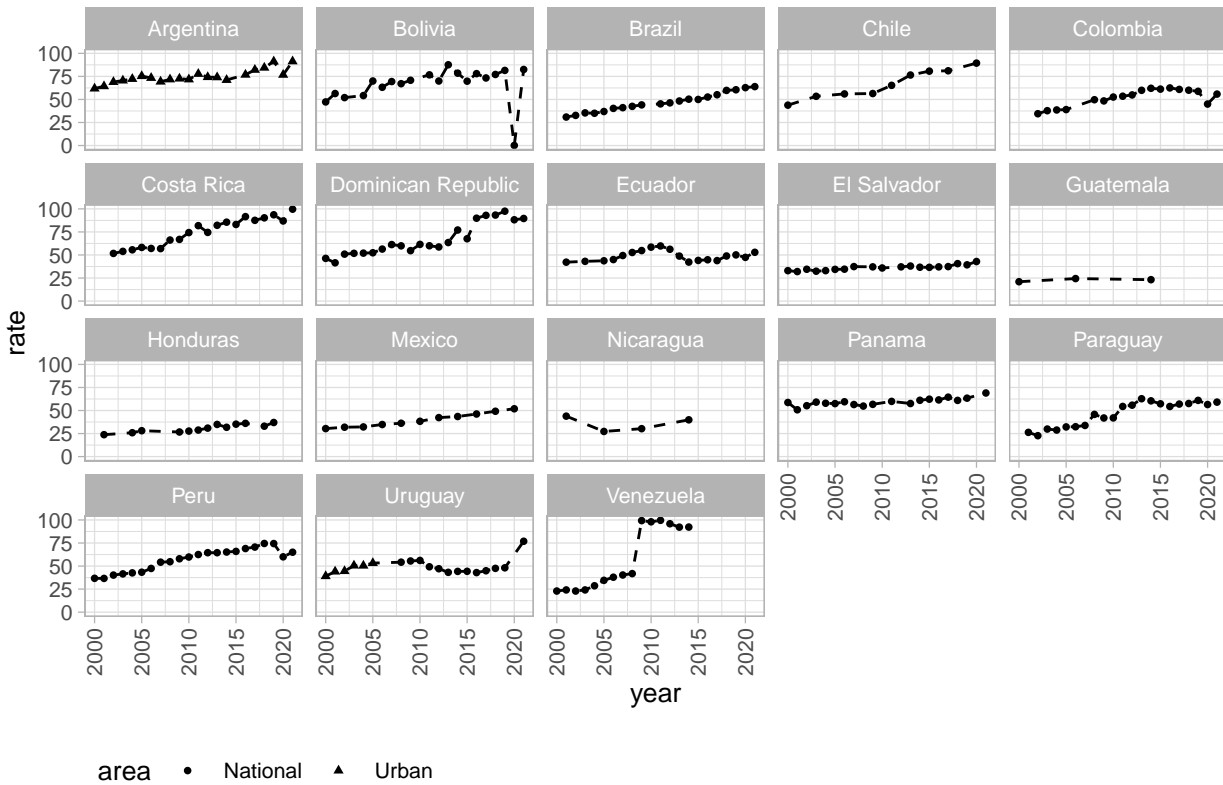 Argentina Bolivia Brazil Chile Colombia
100
75
50
25
0
Costa Rica Dominican Republic Ecuador El Salvador Guatemala
100
75
50
25
0
rate
Honduras Mexico Nicaragua Panama Paraguay
100
75
50
25
0
Peru Uruguay Venezuela
2000 2005 2010 2015 2020 2000 2005 2010 2015 2020
100
75
50
25
0
2000 2005 2010 2015 2020 2000 2005 2010 2015 2020 2000 2005 2010 2015 2020
year
area National Urban